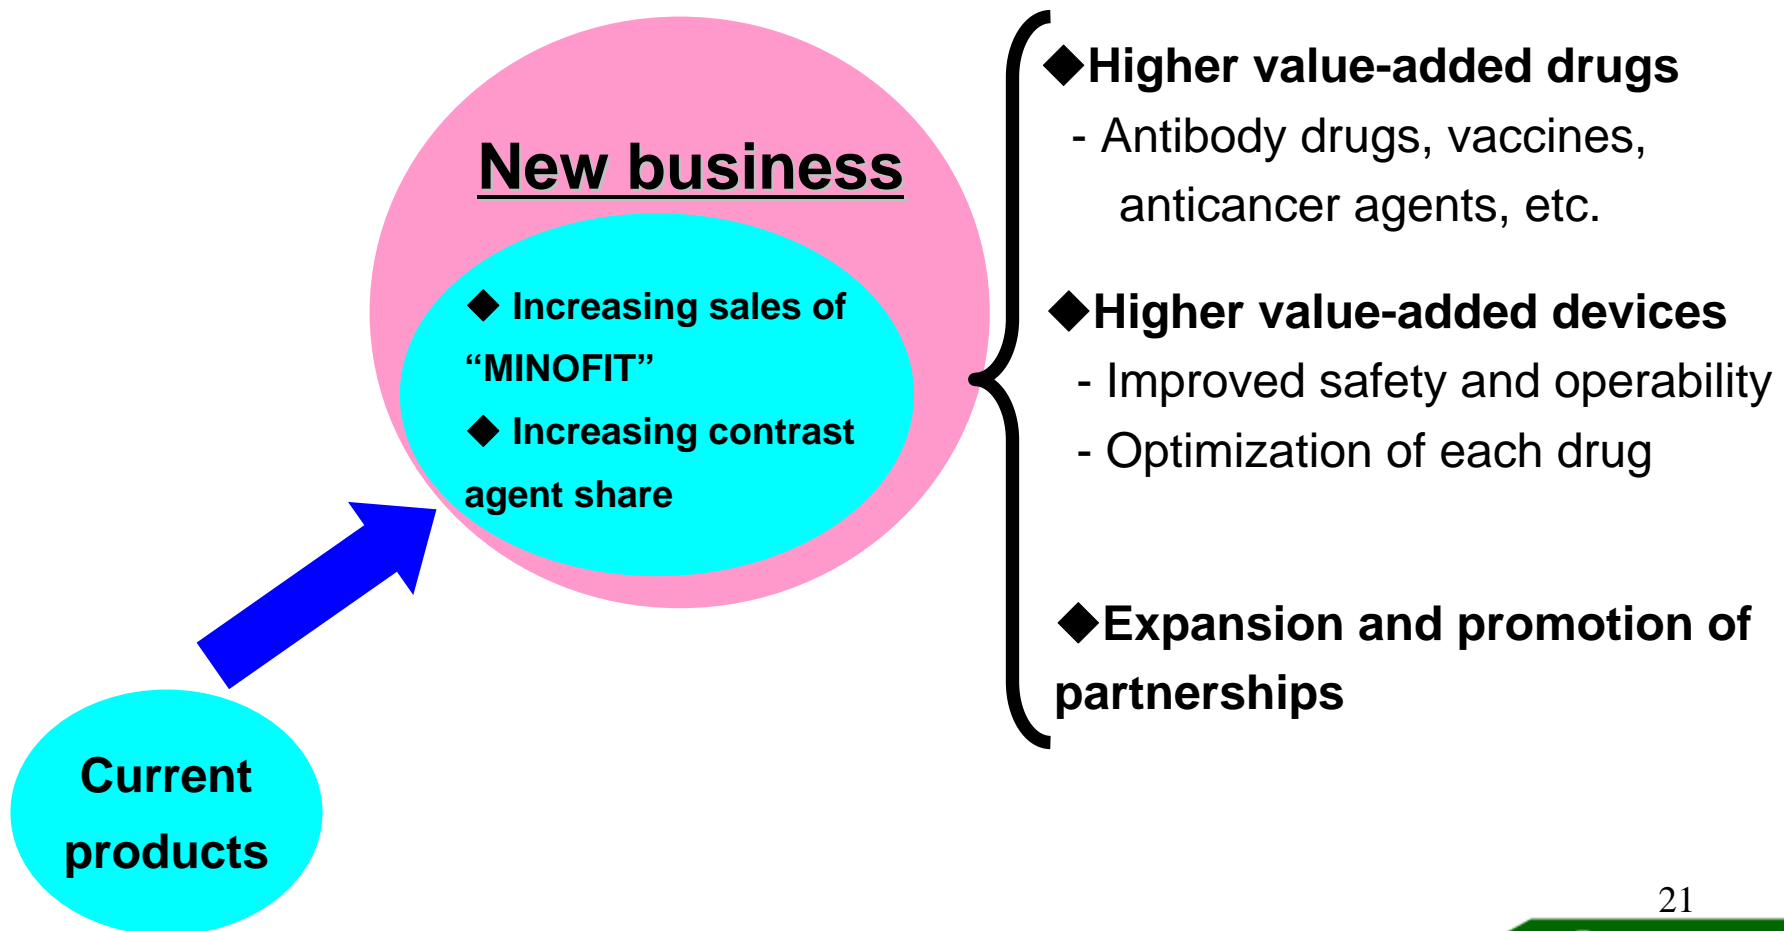 New business
◆ Increasing sales of
“MINOFIT”
◆ Increasing contrast
agent share
Current
products
◆Higher value-added drugs
- Antibody drugs, vaccines,
anticancer agents, etc.
◆Higher value-added devices
- Improved safety and operability
- Optimization of each drug
◆Expansion and promotion of
partnerships
21